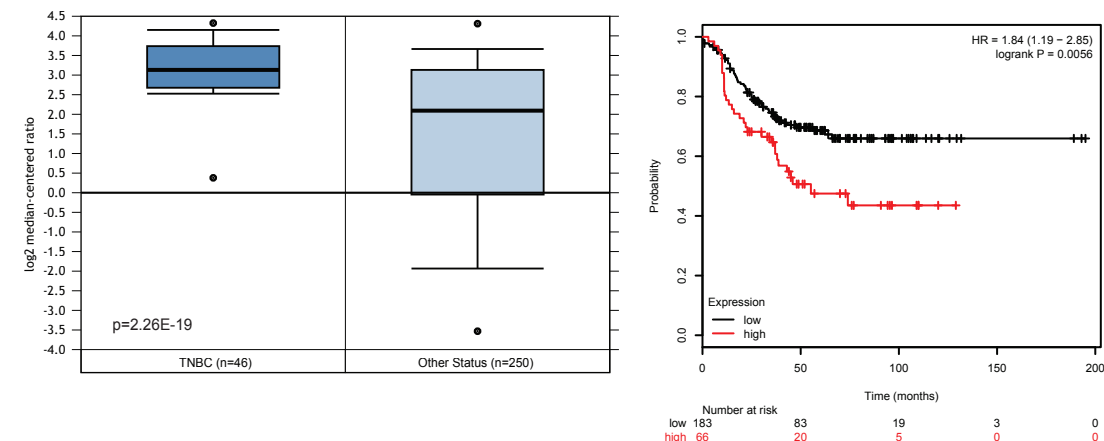 log2 median-centered ratio
4.5
4.0
3.5
3.0
2.5
2.0
1.5
1.0
0.5
0.0
-0.5
-1.0
-1.5
-2.0
-2.5
-3.0
-3.5
-4.0
p=2.26E-19
TNBC (n=46)
Other Status (n=250)
HR = 1.84 (1.19 − 2.85)
logrank P = 0.0056
Probability
1.0
0.8
0.6
0.4
0.2
0.0
Expression
low
high
0 50 100 150 200
Time (months)
Number at risk
low 183 83 19 3 0
high 66 20 5 0 0